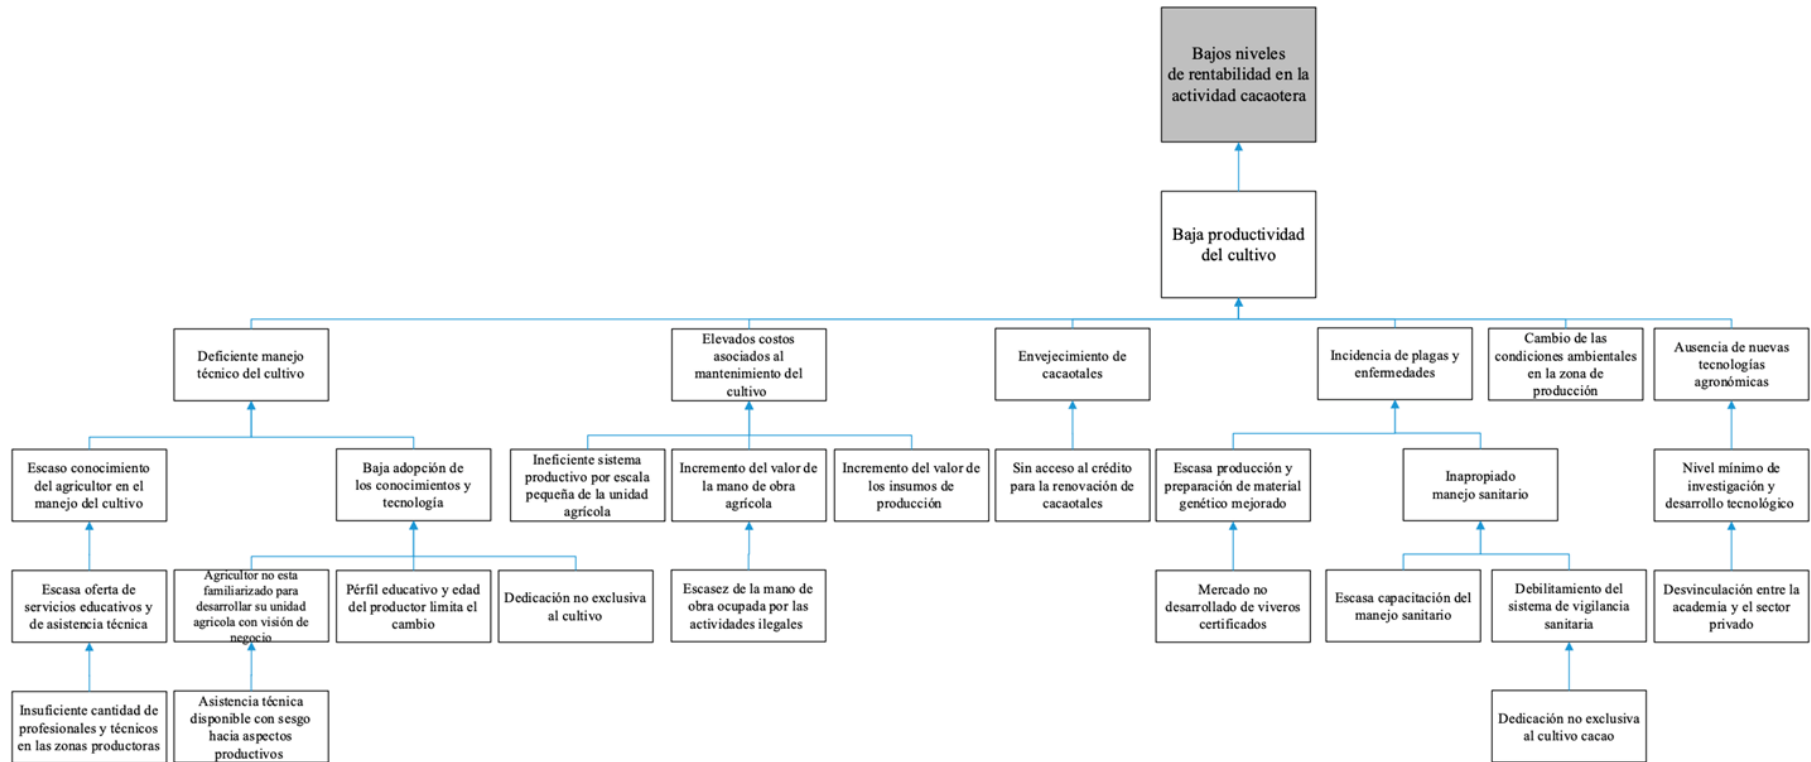 Bajos niveles
de rentabilidad en la
actividad cacaotera
Baja productividad
del cultivo
Deficiente manejo
técnico del cultivo
Elevados costos
asociados al
mantenimiento del
cultivo
Envejecimiento de
cacaotales
Incidencia de plagas y
enfermedades
Cambio de las
condiciones ambientales
en la zona de
producción
Ausencia de nuevas
tecnologías
agronómicas
Escaso conocimiento
del agricultor en el
manejo del cultivo
Baja adopción de
los conocimientos y
tecnología
Ineficiente sistema
productivo por escala
pequeña de la unidad
agrícola
Incremento del valor de
la mano de obra
agrícola
Incremento del valor de
los insumos de
producción
Sin acceso al crédito
para la renovación de
cacaotales
Escasa producción y
preparación de material
genético mejorado
Inapropiado
manejo sanitario
Nivel mínimo de
investigación y
desarrollo tecnológico
Escasa oferta de
servicios educativos y
de asistencia técnica
Agricultor no esta
familiarizado para
desarrollar su unidad
agricola con visión de
negocio
Pérfil educativo y edad
del productor limita el
cambio
Dedicación no exclusiva
al cultivo
Escasez de la mano de
obra ocupada por las
actividades ilegales
Mercado no
desarrollado de viveros
certificados
Escasa capacitación del
manejo sanitario
Debilitamiento del
sistema de vigilancia
sanitaria
Desvinculación entre la
academia y el sector
privado
Insuficiente cantidad de
profesionales y técnicos
en las zonas productoras
Asistencia técnica
disponible con sesgo
hacia aspectos
productivos
Dedicación no exclusiva
al cultivo cacao